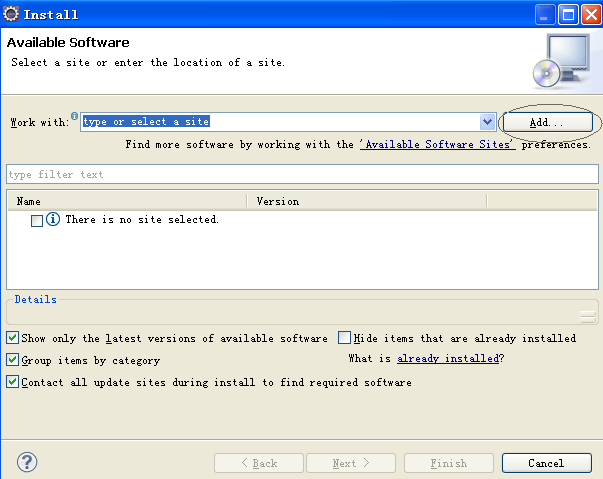 Install
Available Software
Select a site or enter the location of a site.
Work with: type or select a site Add...
Find more software by working with the 'Available Software Sites' preferences.
type filter text
Name Version
There is no site selected.
Details
Show only the latest versions of available software Hide items that are already installed
Group items by category What is already installed?
Contact all update sites during install to find required software
? < Back Next > Finish Cancel